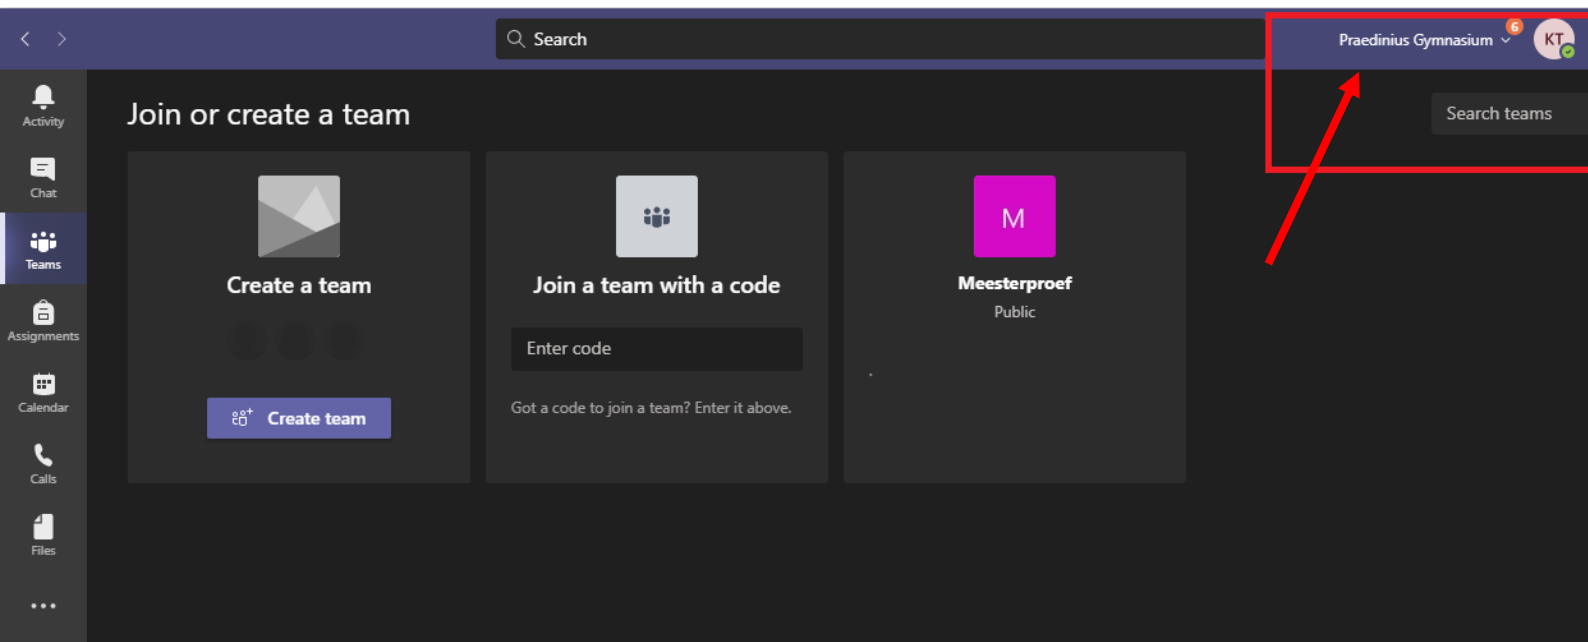 Search
Praedinius Gymnasium
6
KT
Activity
Chat
Teams
Assignments
Calendar
Calls
Files
Join or create a team
Search teams
Create a team
Create team
Join a team with a code
Enter code
Got a code to join a team? Enter it above.
M
Meesterproef
Public